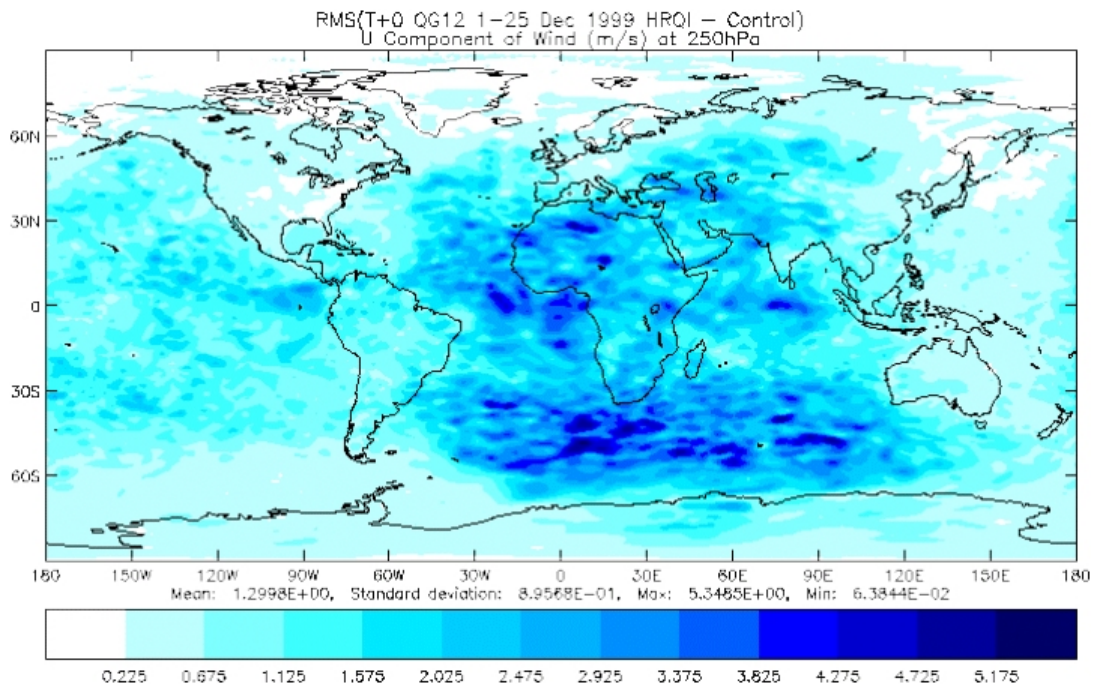 RMS(T+0 QG12 1-25 Dec 1999 HRQI - Control)
U Component of Wind (m/s) at 250hPa
60N
30N
0
30S
60S
180 150W 120W 90W 60W 30W 0 30E 60E 90E 120E 150E 180
Mean: 1.2998E+00, Standard deviation: 8.9568E-01, Max: 5.3485E+00, Min: 6.3844E-02
0.225 0.675 1.125 1.575 2.025 2.475 2.925 3.375 3.825 4.275 4.725 5.175